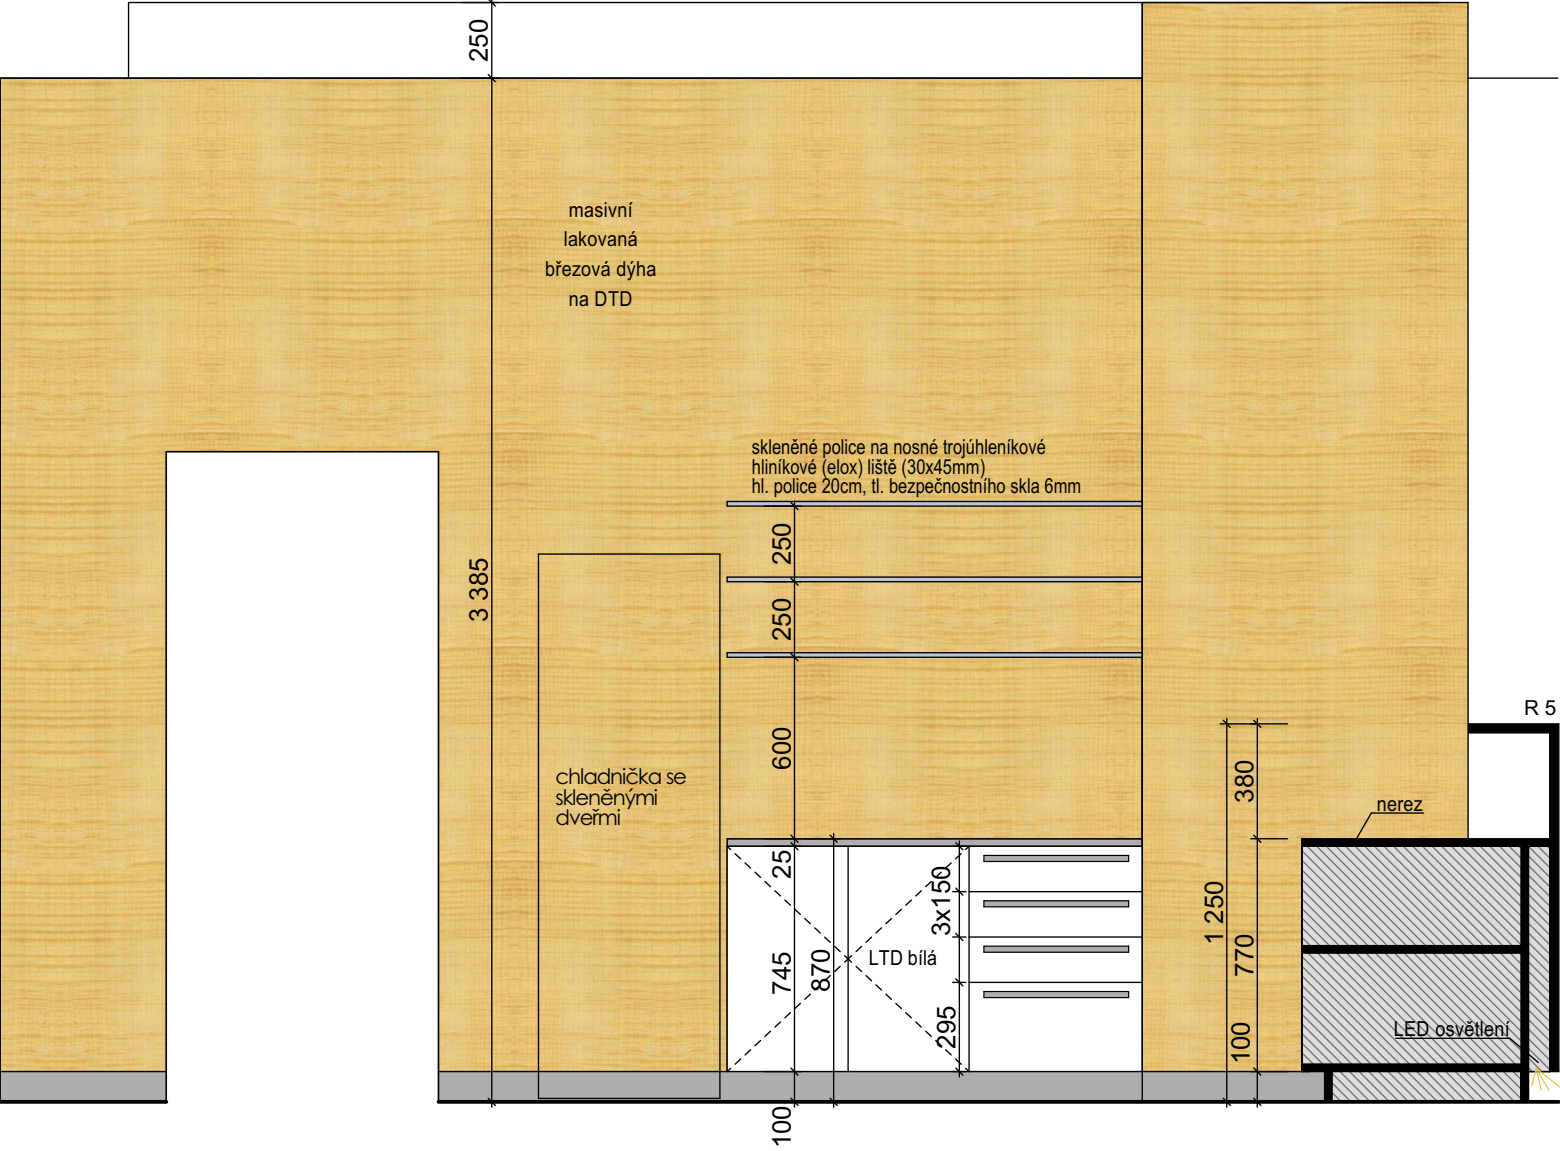 250
masivní
lakovaná
březová dýha
na DTD
skleněné police na nosné trojúhleníkové
hliníkové (elox) liště (30x45mm)
hl. police 20cm, tl. bezpečnostního skla 6mm
250
3 385
250
R 5
600
chladnička se
skleněnými
dveřmi
380
nerez
25
3x150
1 250
LTD bílá
745
870
770
295
100
LED osvětlení
100